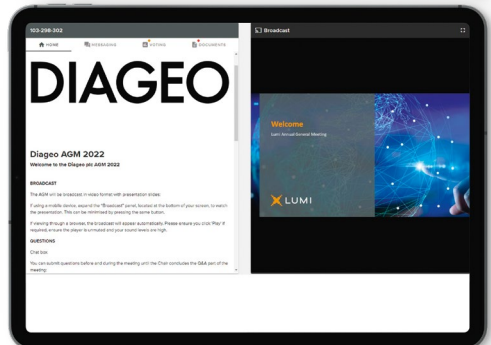 103-298-302
HOME MESSAGING VOTING DOCUMENTS
DIAGEO
Diageo AGM 2022
Welcome to the Diageo plc AGM 2022
BROADCAST
The AGM will be broadcast in video format with presentation slides.
If using a mobile device, expand the "Broadcast" panel, located at the bottom of your screen, to watch
the presentation. This can be minimised by pressing the same button.
If viewing through a browser, the broadcast will appear automatically. Please ensure you click 'Play' if
required, ensure the player is unmuted and your sound levels are high.
QUESTIONS
Chat box
You can submit questions before and during the meeting until the Chair concludes the Q&A part of the
meeting:
Broadcast
Welcome
Lumi Annual General Meeting
LUMI